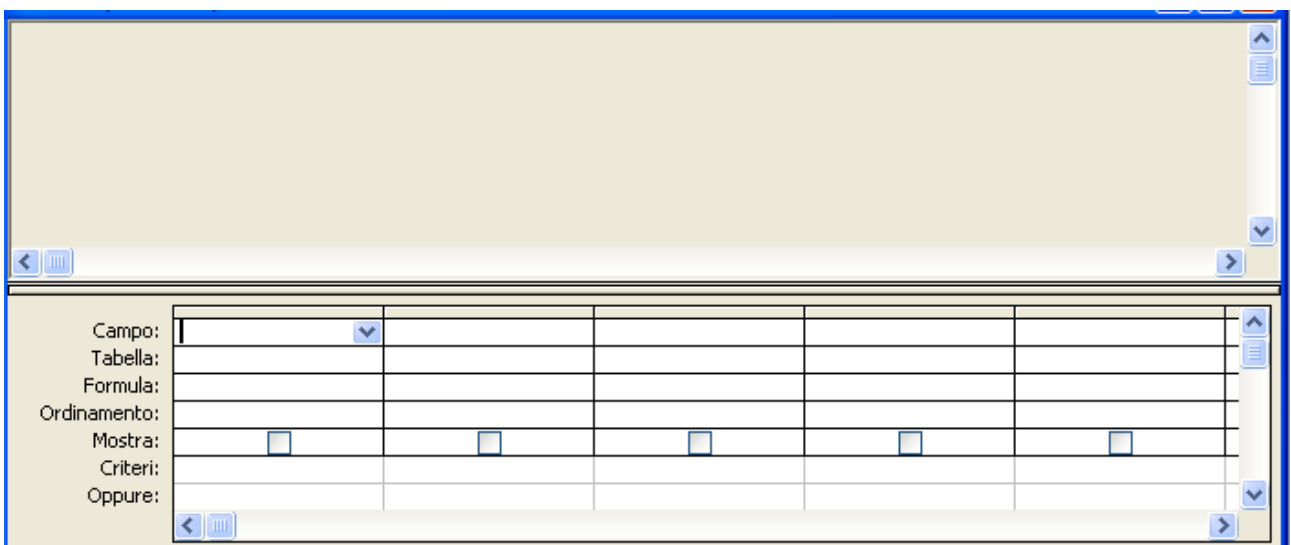 Campo:
Tabella:
Formula:
Ordinamento:
Mostra:
Criteri:
Oppure: